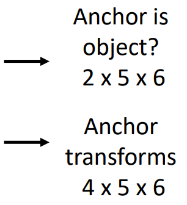 Anchor is
object?
2 x 5 x 6
Anchor
transforms
4 x 5 x 6